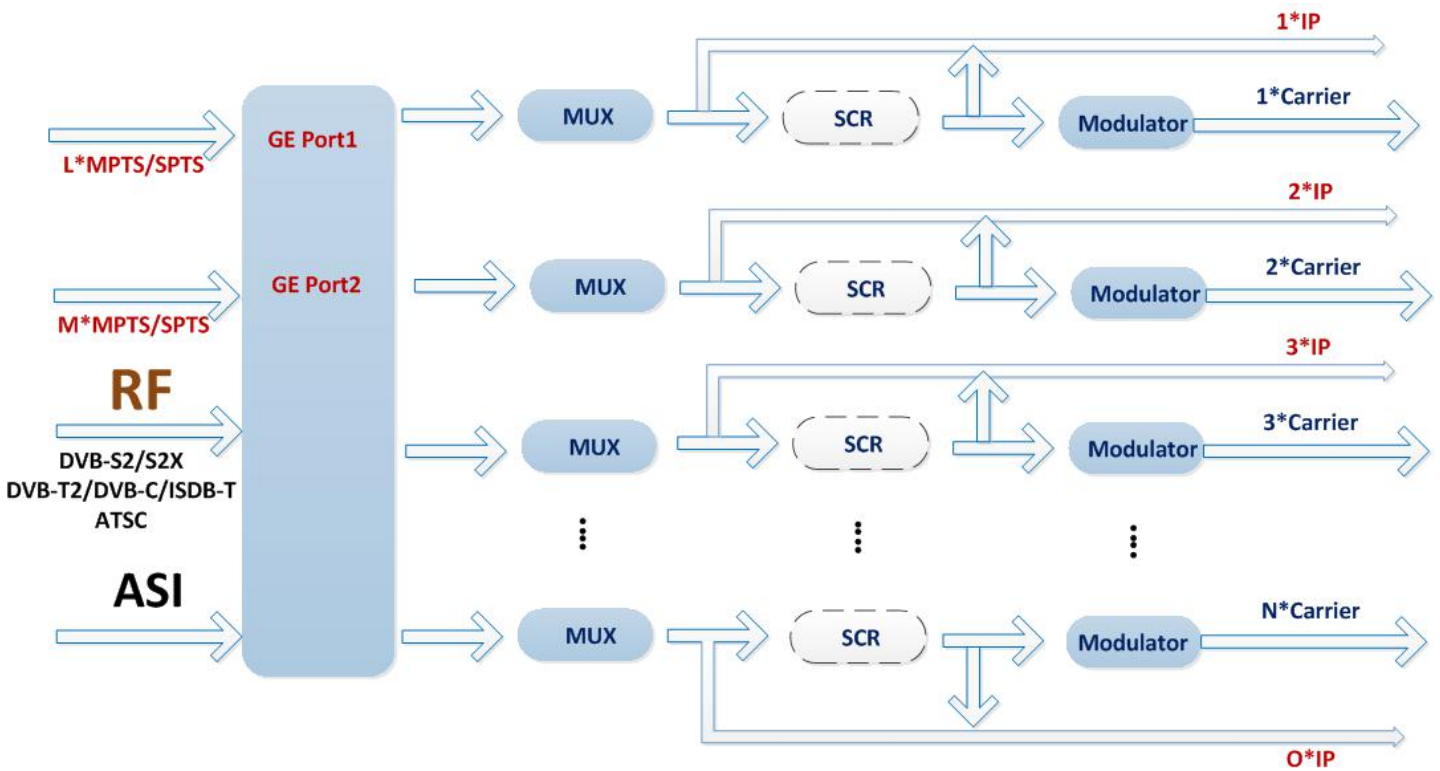 1*IP
GE Port1
MUX
SCR
Modulator
1*Carrier
L*MPTS/SPTS
2*IP
GE Port2
MUX
SCR
Modulator
2*Carrier
M*MPTS/SPTS
3*IP
RF
MUX
SCR
Modulator
3*Carrier
DVB-S2/S2X
DVB-T2/DVB-C/ISDB-T
ATSC
ASI
MUX
SCR
Modulator
N*Carrier
O*IP